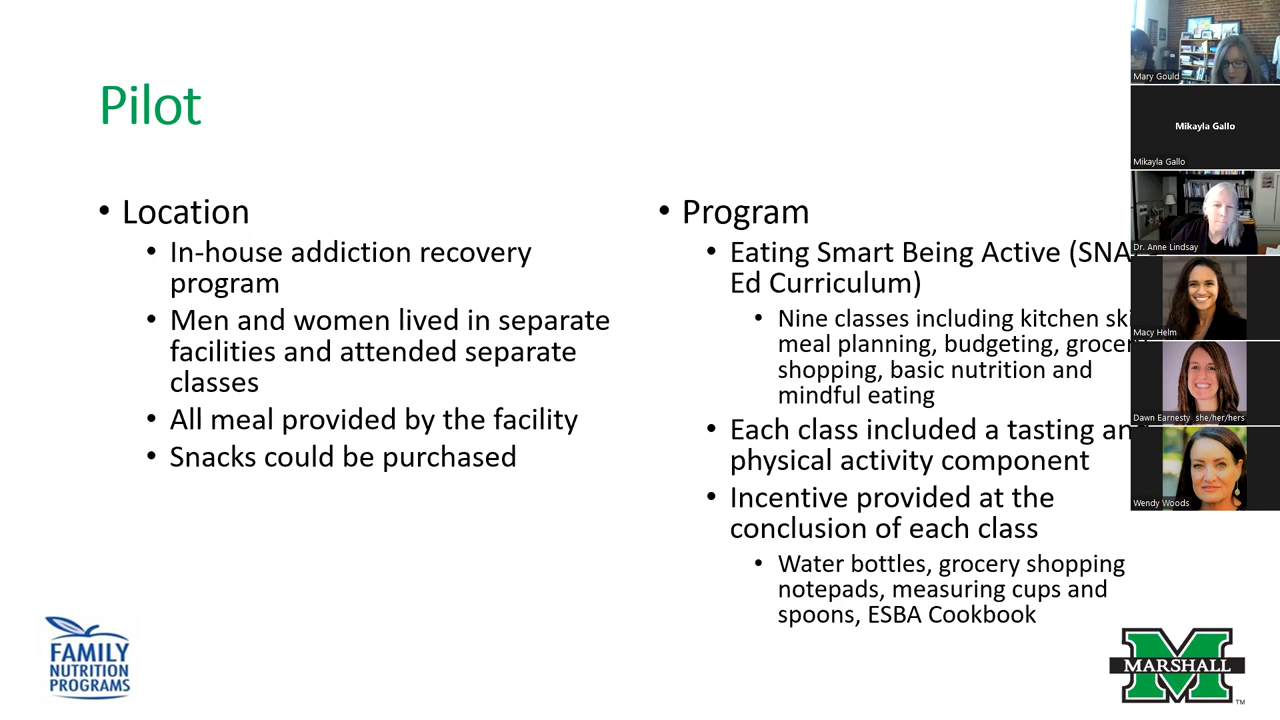 Pilot
• Location
• In-house addiction recovery
program
• Men and women lived in separate
facilities and attended separate
classes
• All meal provided by the facility
• Snacks could be purchased
• Program
• Eating Smart Being Active
Ed Curriculum)
• Nine classes including kitchen
meal planning, budgeting,
shopping, basic nutrition and
mindful eating
• Each class included a tasting
physical activity component
• Incentive provided at the
conclusion of each class
• Water bottles, grocery shopping
notepads, measuring cups and
spoons, ESBA Cookbook
Mary Gould
Mikayla Gallo
Mikayla Gallo
Dr. Anne Lindsay
Macy Helm
Dawn Earnesty she/her/hers
Wendy Woods
FAMILY
NUTRITION
PROGRAMS
MARSHALL
TM